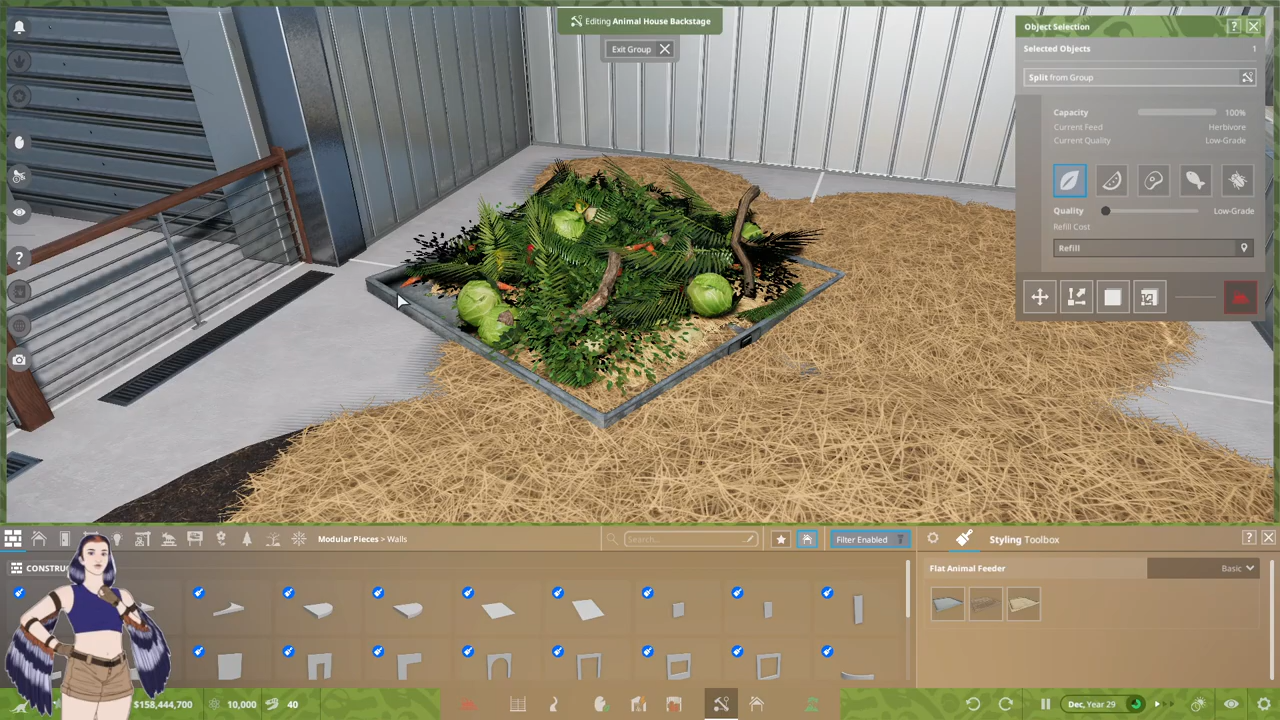 Editing Animal House Backstage
Exit Group
Object Selection
?
Selected Objects 1
Split from Group
Capacity 100%
Current Feed Herbivore
Current Quality Low-Grade
Quality Low-Grade
Refill Cost
Refill
12
?
Modular Pieces > Walls
Search...
Filter Enabled
Styling Toolbox
?
CONSTRUC
Flat Animal Feeder
Basic
$158,444,700
10,000
40
Dec, Year 29